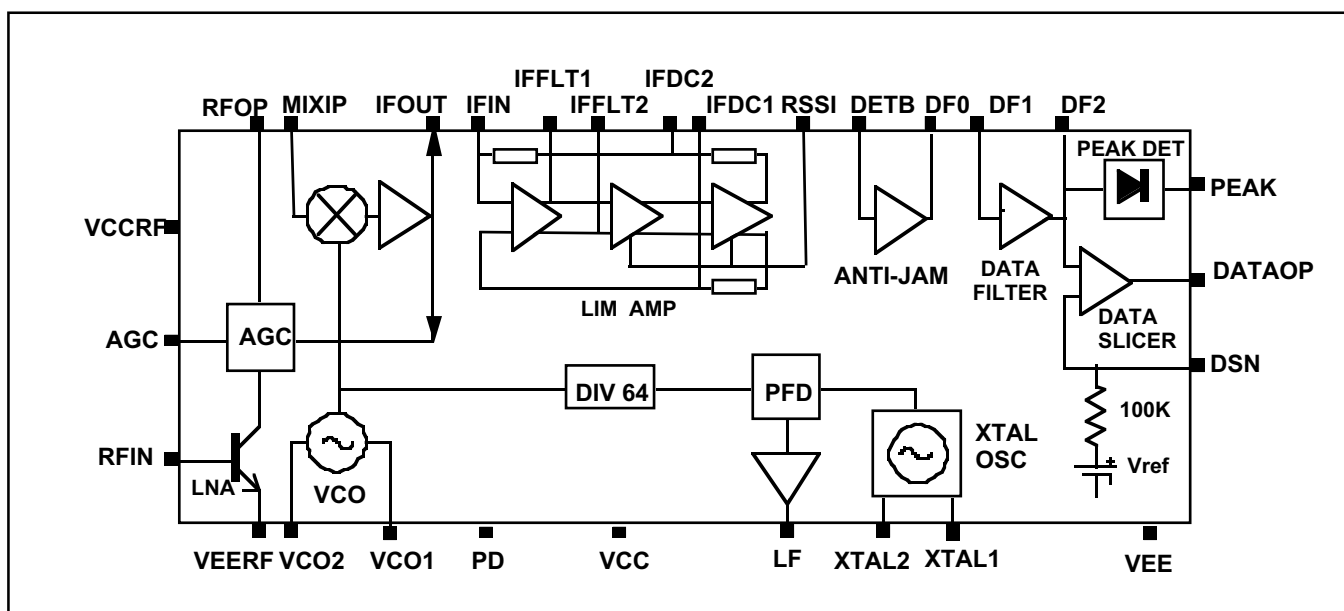 IFFLT1 IFDC2
RFOP MIXIP IFOUT IFIN IFFLT2 IFDC1 RSSI DETB DF0 DF1 DF2
PEAK DET
PEAK
VCCRF
ANTI-JAM
DATA
FILTER
DATAOP
LIM AMP
DATA
SLICER
AGC
AGC
DSN
DIV 64
PFD
100K
XTAL
OSC
RFIN
Vref
LNA
VCO
VEERF VCO2 VCO1 PD VCC LF XTAL2 XTAL1 VEE